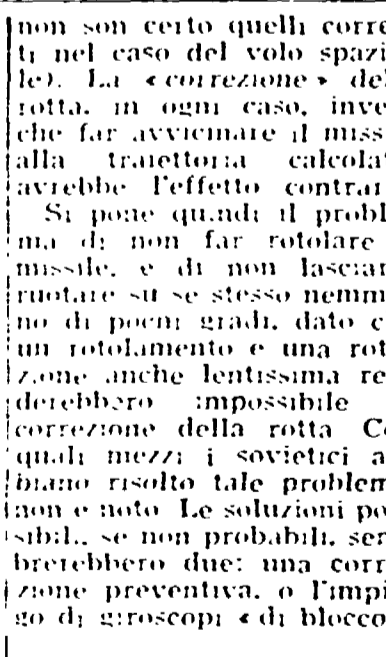 non son certo quelli corre
ti nel caso del volo spazi
le). La « correzione » del
rotta, in ogni caso, inve
che far avvicinare il miss
alla traiettoria calcola
avrebbe l'effetto contrar
Si pone quindi il probl
ma di non far rotolare
missile, e di non lasciar
ruotare su se stesso nemm
no di pochi gradi, dato c
un rotolamento e una rot
zione anche lentissima re
derebbero impossibile
correzione della rotta Co
quali mezzi i sovietici a
biano risolto tale problem
non e noto Le soluzioni po
sibili, se non probabili, sem
brerebbero due: una corr
zione preventiva, o l'impi
go di giroscopi « di blocco